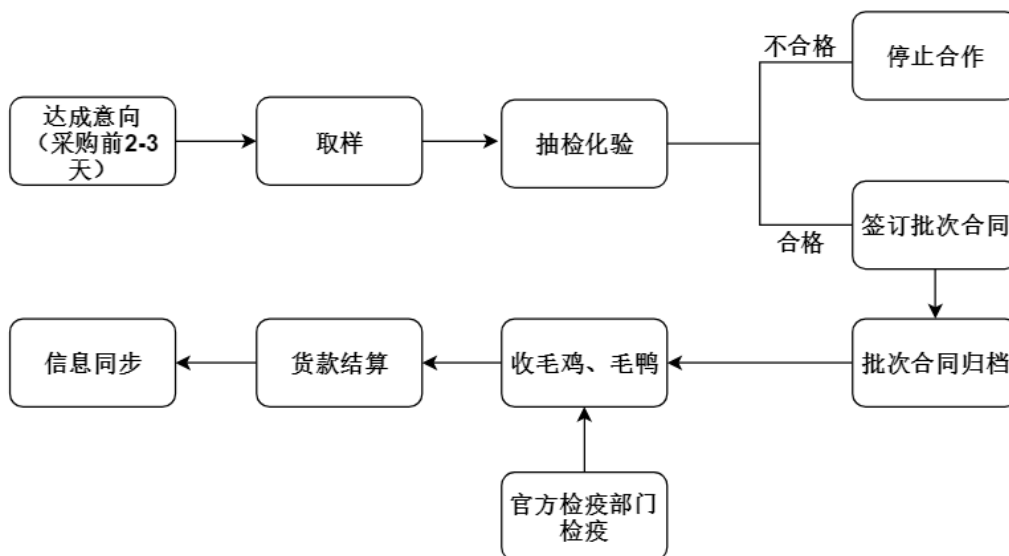 达成意向
（采购前2-3
天）
取样
抽检化验
不合格
停止合作
合格
签订批次合同
信息同步
货款结算
收毛鸡、毛鸭
批次合同归档
官方检疫部门
检疫